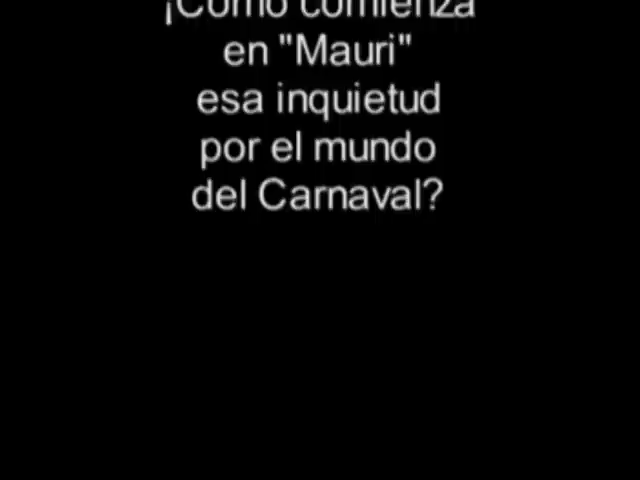 ¡Como comienza
en "Mauri"
esa inquietud
por el mundo
del Carnaval?